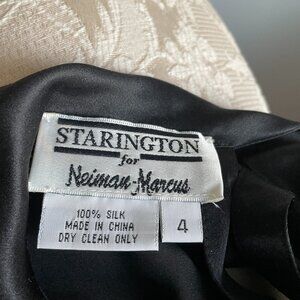 STARINGTON
for
Neiman-Marcus
100% SILK
MADE IN CHINA
DRY CLEAN ONLY
4